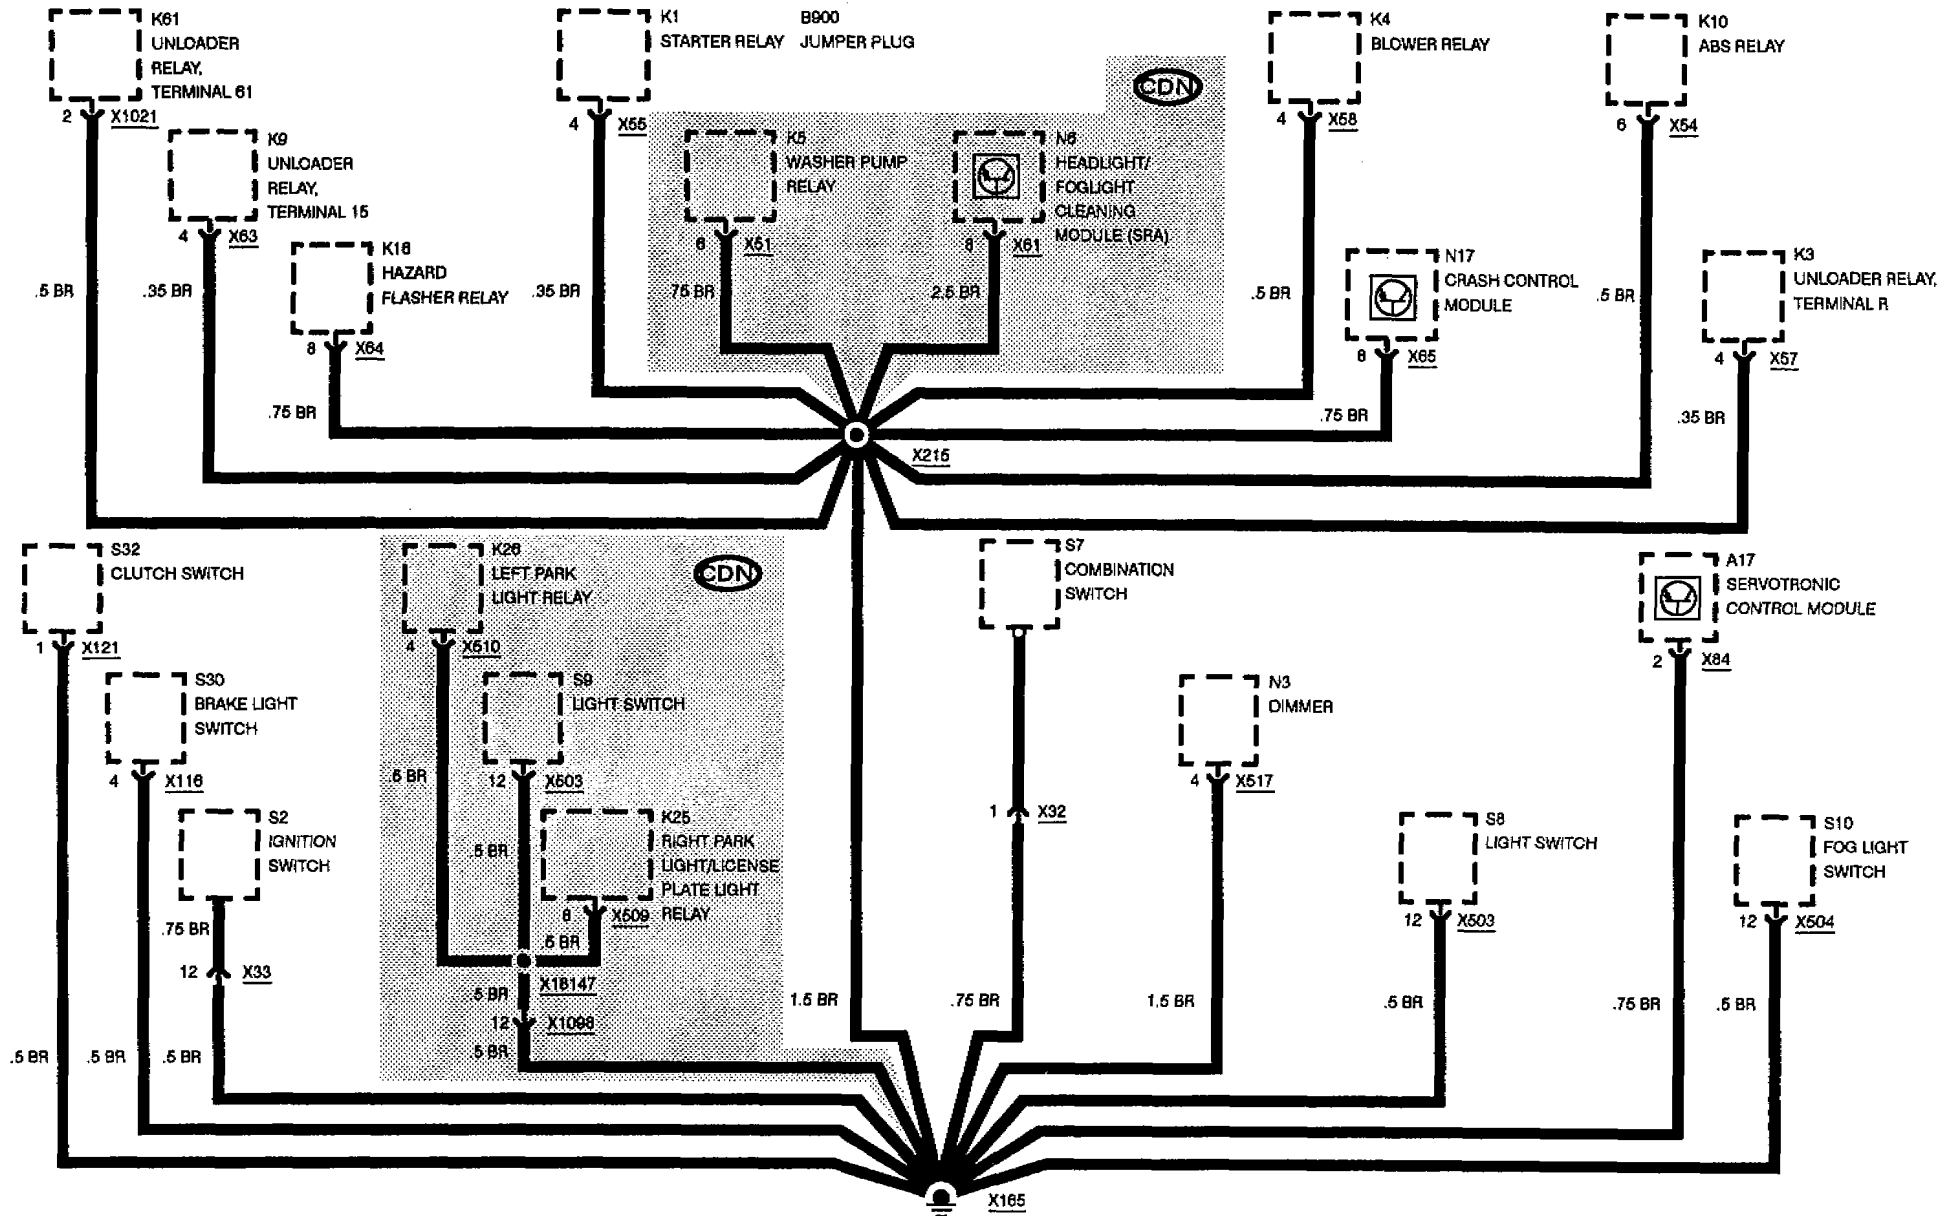 K61
UNLOADER
RELAY,
TERMINAL 61
2 X1021
.5 BR
K9
UNLOADER
RELAY,
TERMINAL 15
4 X63
.35 BR
K16
HAZARD
FLASHER RELAY
8 X64
.75 BR
K1
STARTER RELAY
4 X55
.35 BR
B900
JUMPER PLUG
CDN
K5
WASHER PUMP
RELAY
6 X51
.75 BR
N6
HEADLIGHT/
FOGLIGHT
CLEANING
MODULE (SRA)
8 X61
2.5 BR
K4
BLOWER RELAY
4 X58
.5 BR
N17
CRASH CONTROL
MODULE
8 X65
.75 BR
K10
ABS RELAY
6 X54
.5 BR
K3
UNLOADER RELAY,
TERMINAL R
4 X57
.35 BR
X215
S32
CLUTCH SWITCH
1 X121
.5 BR
S30
BRAKE LIGHT
SWITCH
4 X116
.5 BR
S2
IGNITION
SWITCH
.75 BR
12 X33
.5 BR
CDN
K26
LEFT PARK
LIGHT RELAY
4 X510
.5 BR
S9
LIGHT SWITCH
12 X503
.5 BR
K25
RIGHT PARK
LIGHT/LICENSE
PLATE LIGHT
RELAY
8 X509
.5 BR
X18147
.5 BR
12 X1098
.5 BR
1.5 BR
S7
COMBINATION
SWITCH
1 X32
.75 BR
N3
DIMMER
4 X517
1.5 BR
S8
LIGHT SWITCH
12 X503
.5 BR
A17
SERVOTRONIC
CONTROL MODULE
2 X84
.75 BR
S10
FOG LIGHT
SWITCH
12 X504
.5 BR
X165